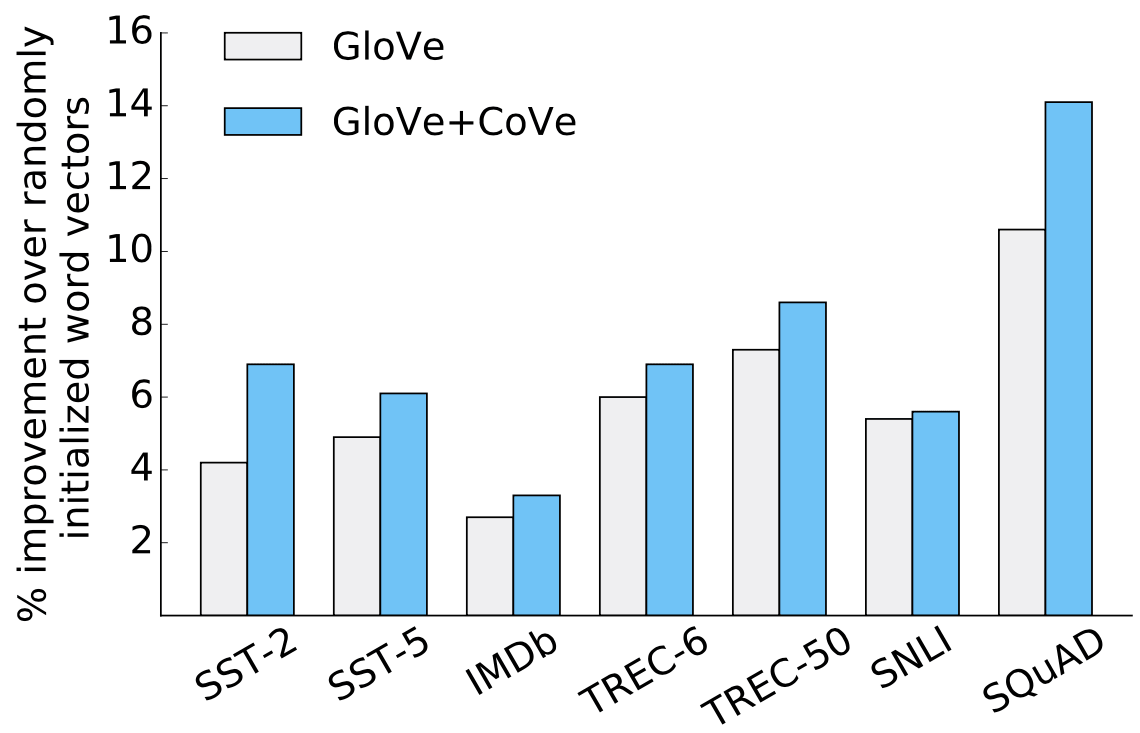 % improvement over randomly
initialized word vectors
16
14
12
10
8
6
4
2
GloVe
GloVe+CoVe
SST-2
SST-5
IMDb
TREC-6
TREC-50
SNLI
SQuAD